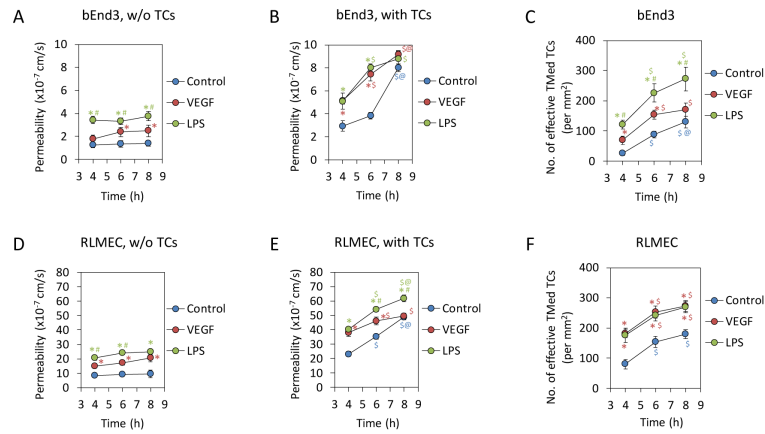 A
bEnd3, w/o TCs
Permeability (x10⁻⁷ cm/s)
10
8
6
4
2
0
* #
* #
* #
*
*
3 4 5 6 7 8 9
Time (h)
Control
VEGF
LPS
B
bEnd3, with TCs
Permeability (x10⁻⁷ cm/s)
10
8
6
4
2
0
*
*
* $
* $
$@
$
$@
3 4 5 6 7 8 9
Time (h)
Control
VEGF
LPS
C
bEnd3
No. of effective TMed TCs
(per mm²)
400
300
200
100
0
* #
*
$
* #
* $
$
$
* #
$
$ @
3 4 5 6 7 8 9
Time (h)
Control
VEGF
LPS
D
RLMEC, w/o TCs
Permeability (x10⁻⁷ cm/s)
80
70
60
50
40
30
20
10
0
* #
* #
*
*
*
*
3 4 5 6 7 8 9
Time (h)
Control
VEGF
LPS
E
RLMEC, with TCs
Permeability (x10⁻⁷ cm/s)
80
70
60
50
40
30
20
10
0
*
*
$
* #
* $
$
$@
* #
$
$@
3 4 5 6 7 8 9
Time (h)
Control
VEGF
LPS
F
RLMEC
No. of effective TMed TCs
(per mm²)
400
300
200
100
0
*
*
* $
* $
$
* $
* $
$
3 4 5 6 7 8 9
Time (h)
Control
VEGF
LPS